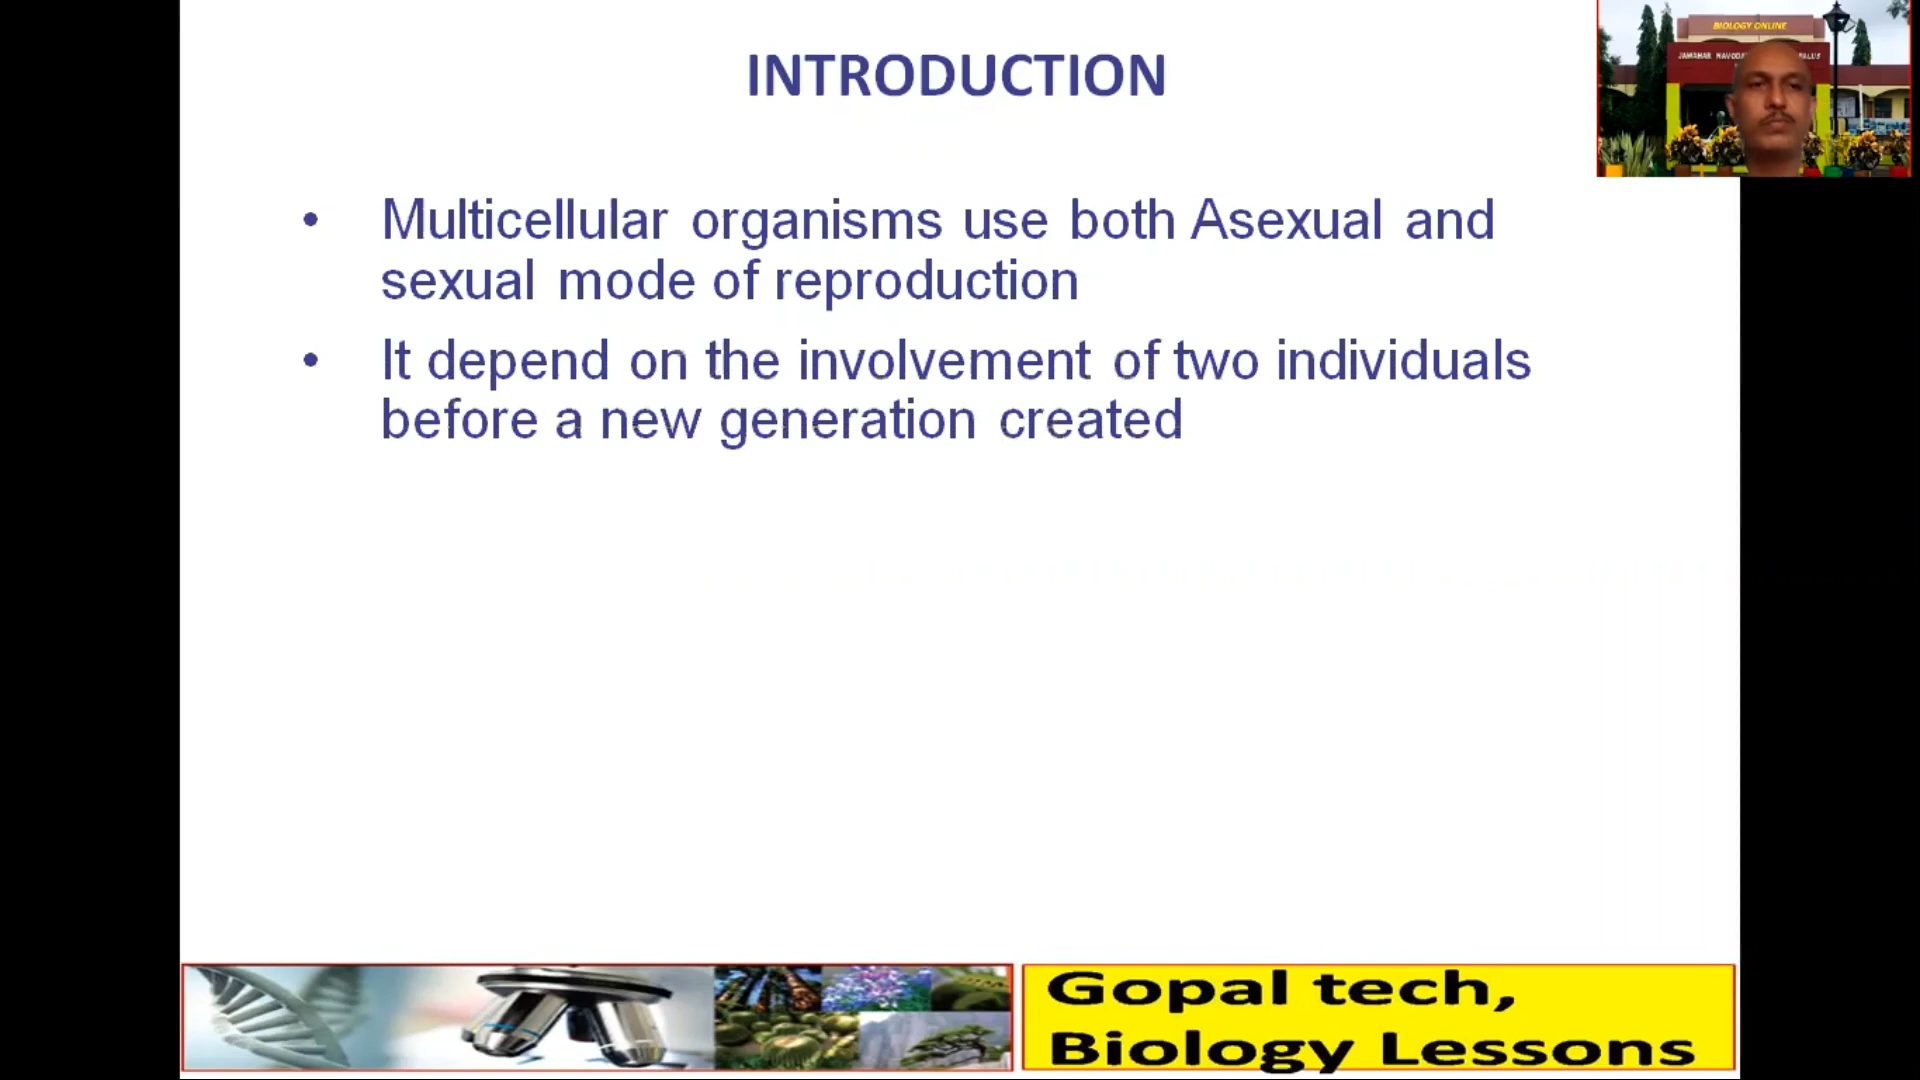 INTRODUCTION
BIOLOGY ONLINE
JAWAHAR
• Multicellular organisms use both Asexual and
sexual mode of reproduction
• It depend on the involvement of two individuals
before a new generation created
Gopal tech,
Biology Lessons